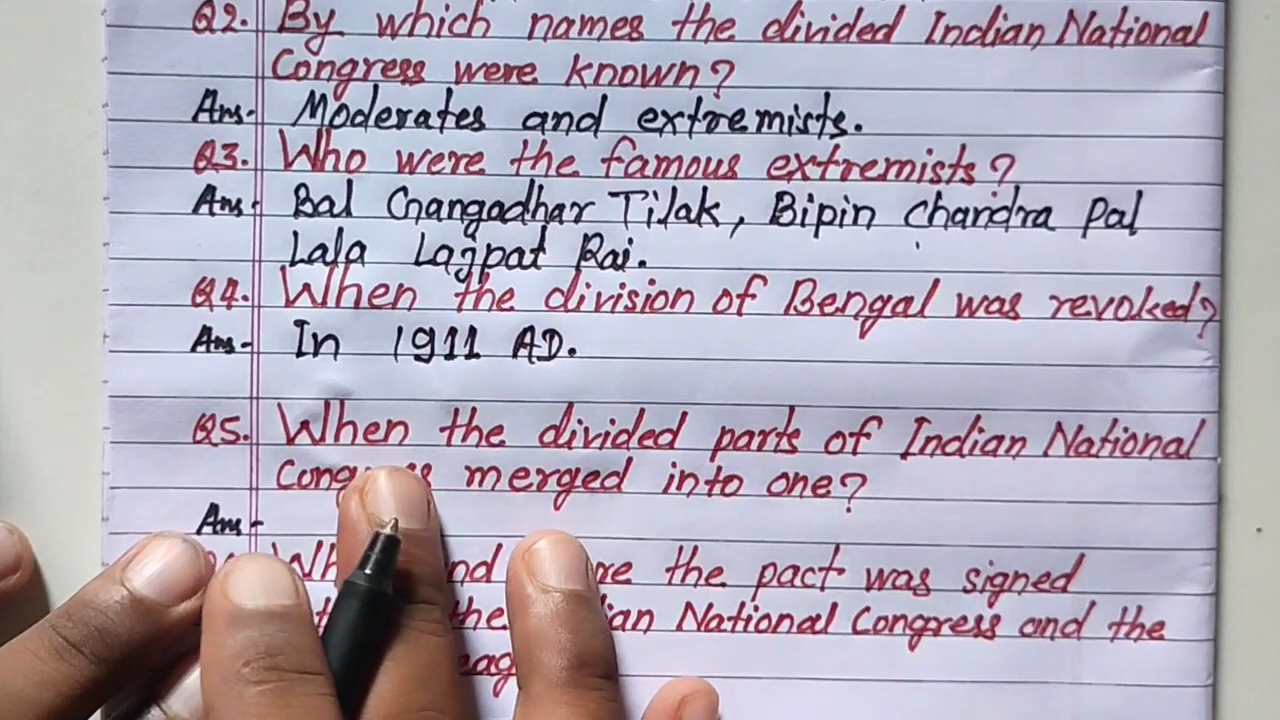 Q2. By which names the divided Indian National
Congress were known?
Ans- Moderates and extremists.
Q3. Who were the famous extremists?
Ans- Bal Gangadhar Tilak, Bipin Chandra Pal
Lala Lajpat Rai.
Q4. When the division of Bengal was revoked?
Ans- In 1911 AD.
Q5. When the divided parts of Indian National
merged into one?
Ans-
the pact was signed
the National Congress and the